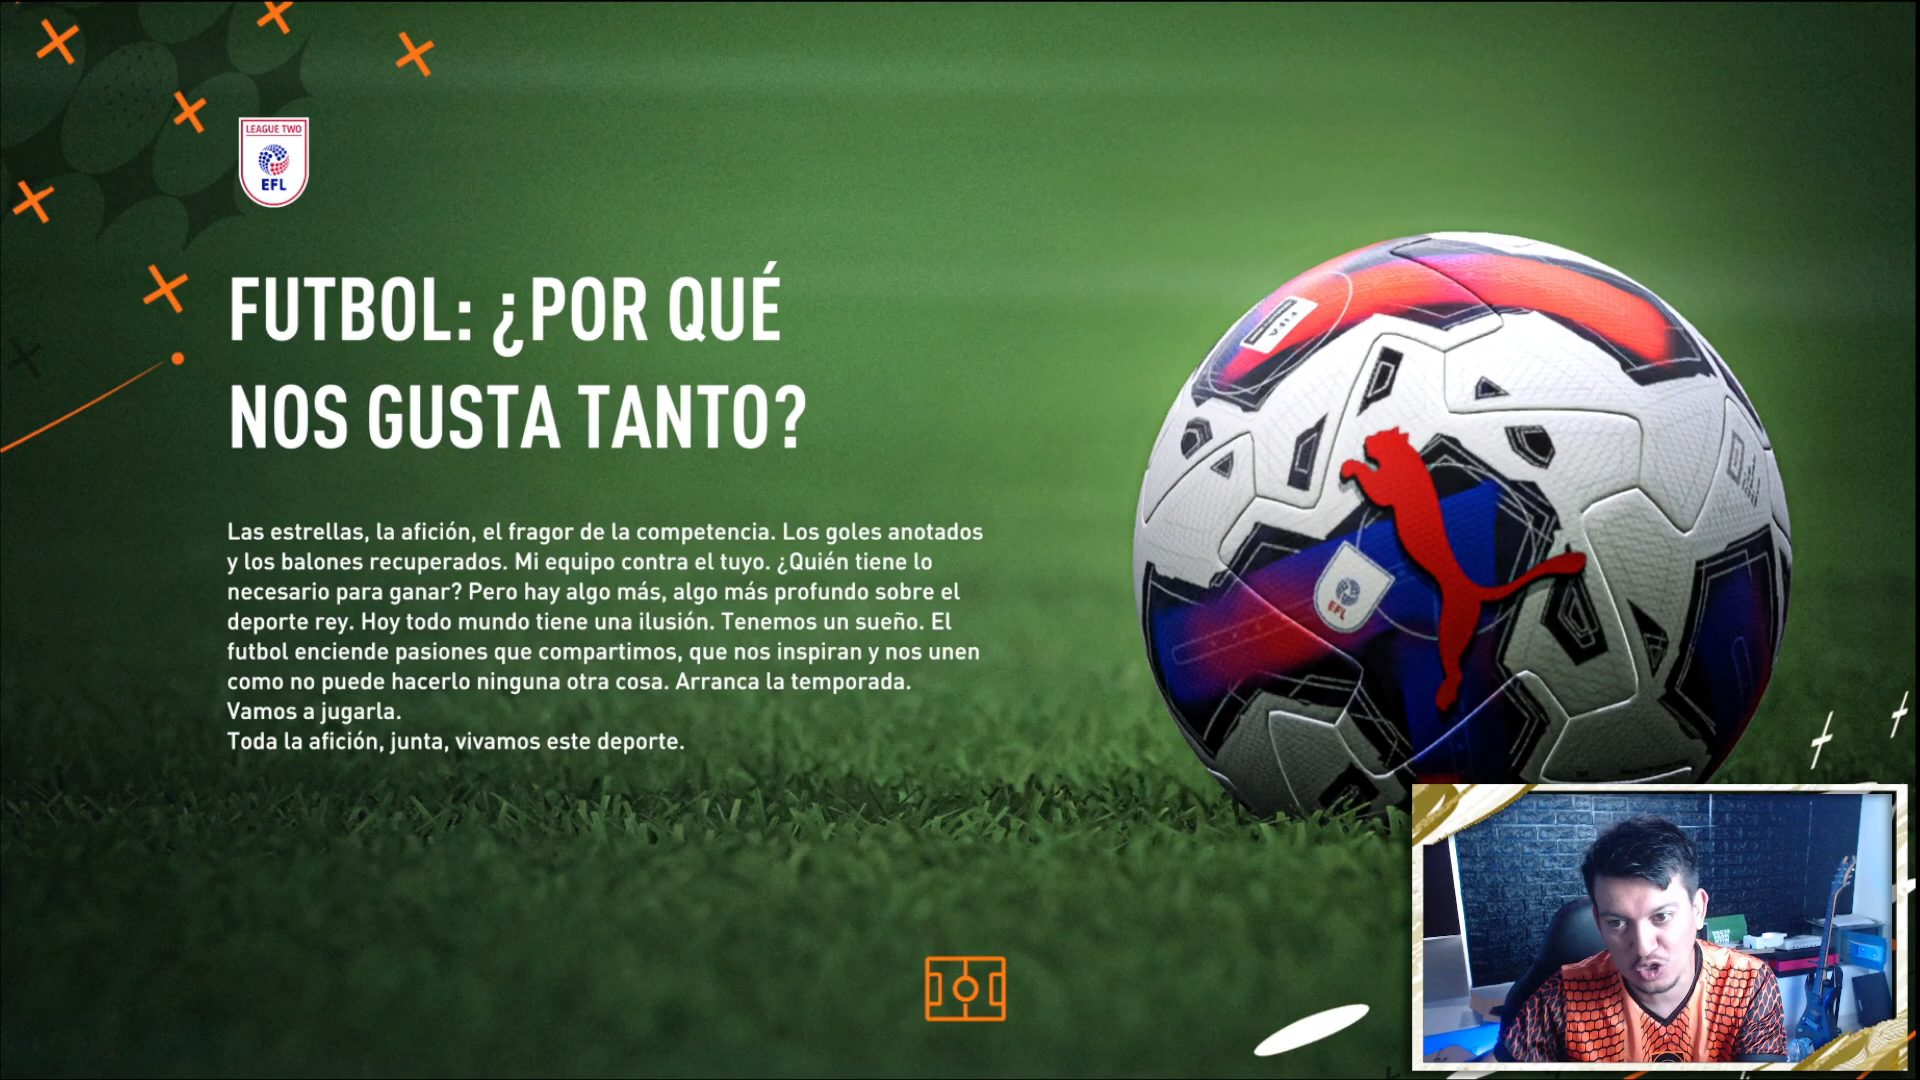 LEAGUE TWO
EFL
FUTBOL: ¿POR QUÉ
NOS GUSTA TANTO?
Las estrellas, la afición, el fragor de la competencia. Los goles anotados
y los balones recuperados. Mi equipo contra el tuyo. ¿Quién tiene lo
necesario para ganar? Pero hay algo más, algo más profundo sobre el
deporte rey. Hoy todo mundo tiene una ilusión. Tenemos un sueño. El
futbol enciende pasiones que compartimos, que nos inspiran y nos unen
como no puede hacerlo ninguna otra cosa. Arranca la temporada.
Vamos a jugarla.
Toda la afición, junta, vivamos este deporte.
FIFA
EFL